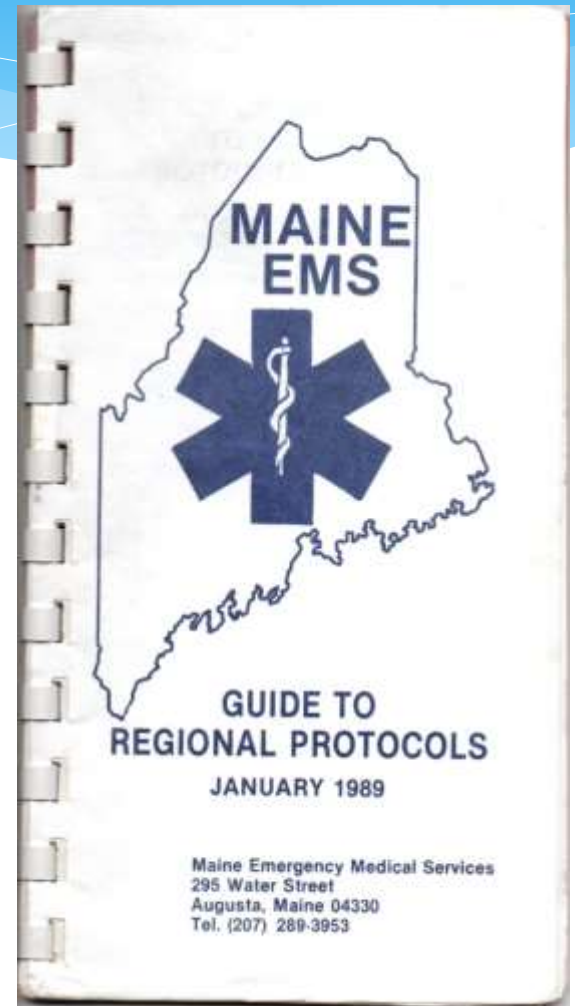 MAINE
EMS
GUIDE TO
REGIONAL PROTOCOLS
JANUARY 1989
Maine Emergency Medical Services
295 Water Street
Augusta, Maine 04330
Tel. (207) 289-3953